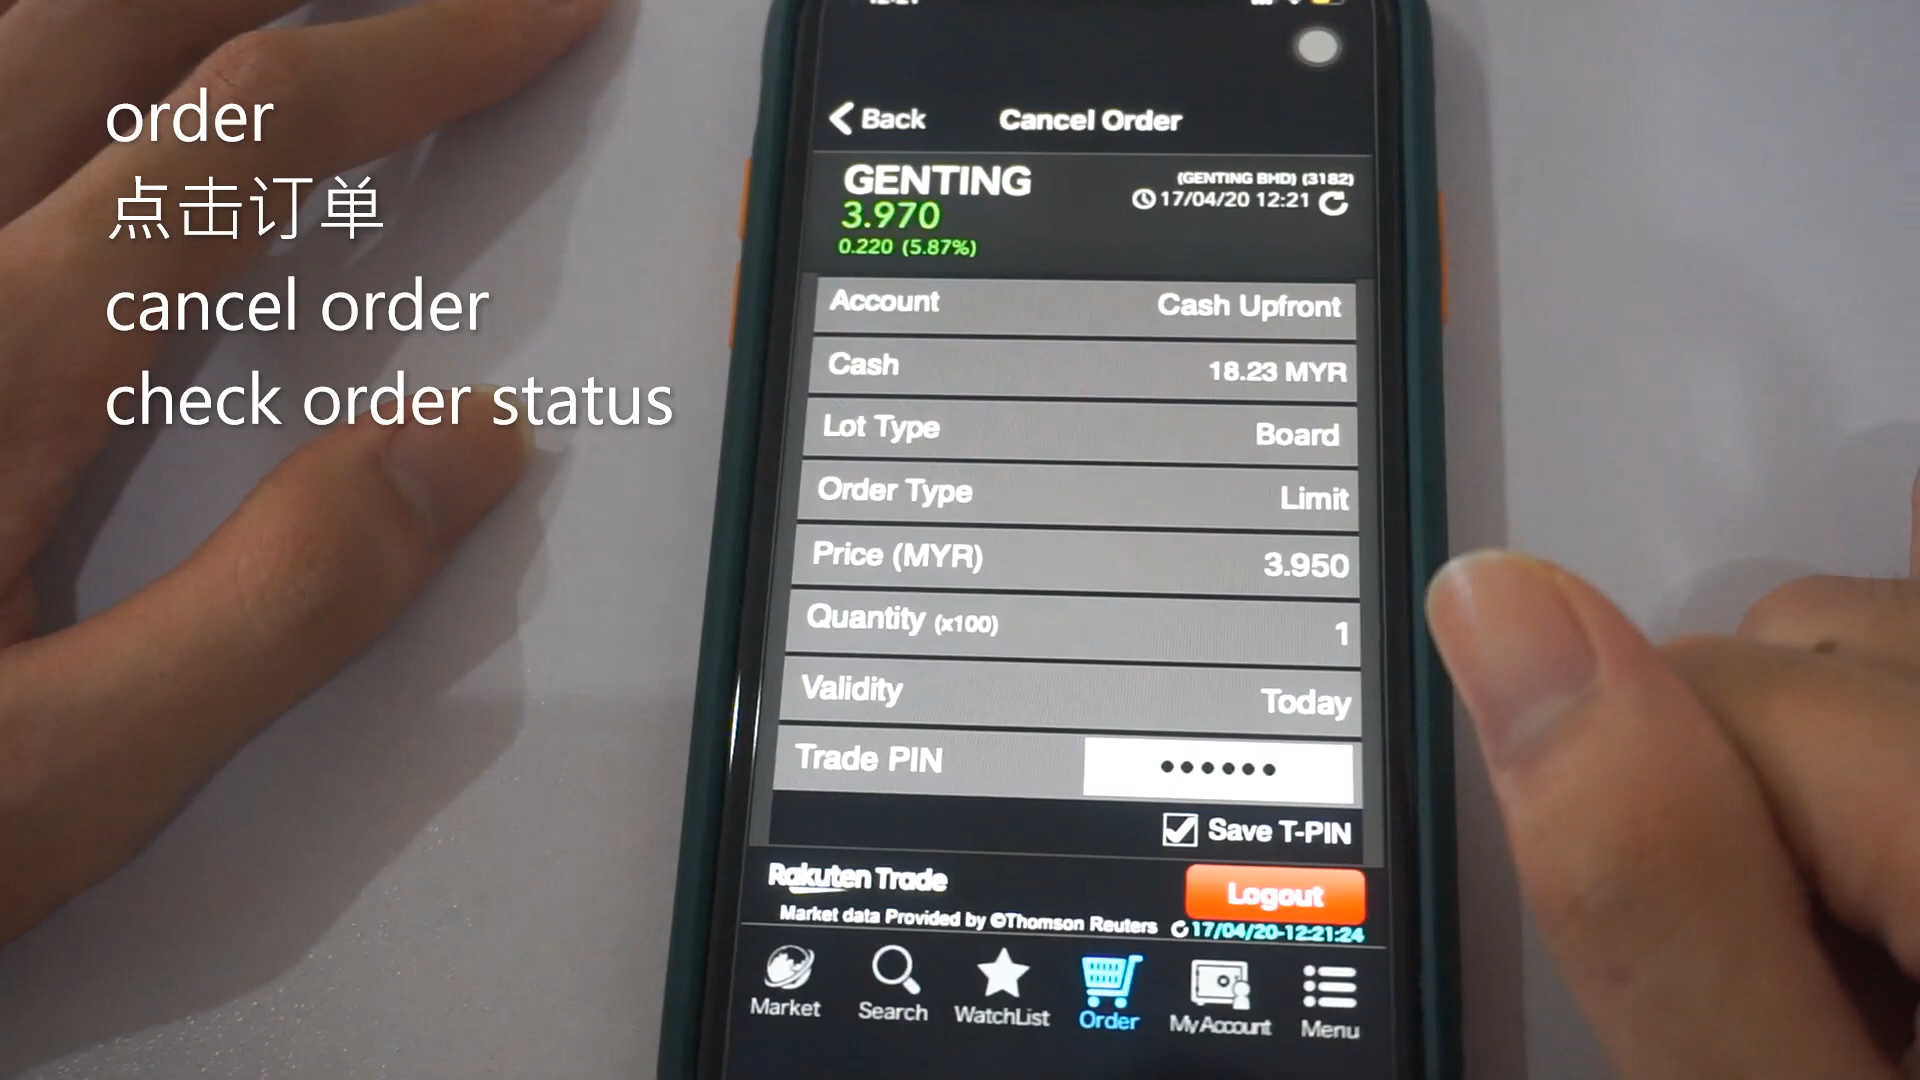 order
点击订单
cancel order
check order status
Back
Cancel Order
GENTING
(GENTING BHD) (3182)
3.970
17/04/20 12:21
0.220 (5.87%)
Account Cash Upfront
Cash 18.23 MYR
Lot Type Board
Order Type Limit
Price (MYR) 3.950
Quantity (x100) 1
Validity Today
Trade PIN ••••••
Save T-PIN
Rakuten Trade
Logout
Market data Provided by ©Thomson Reuters 17/04/20-12:21:24
Market Search WatchList Order My Account Menu